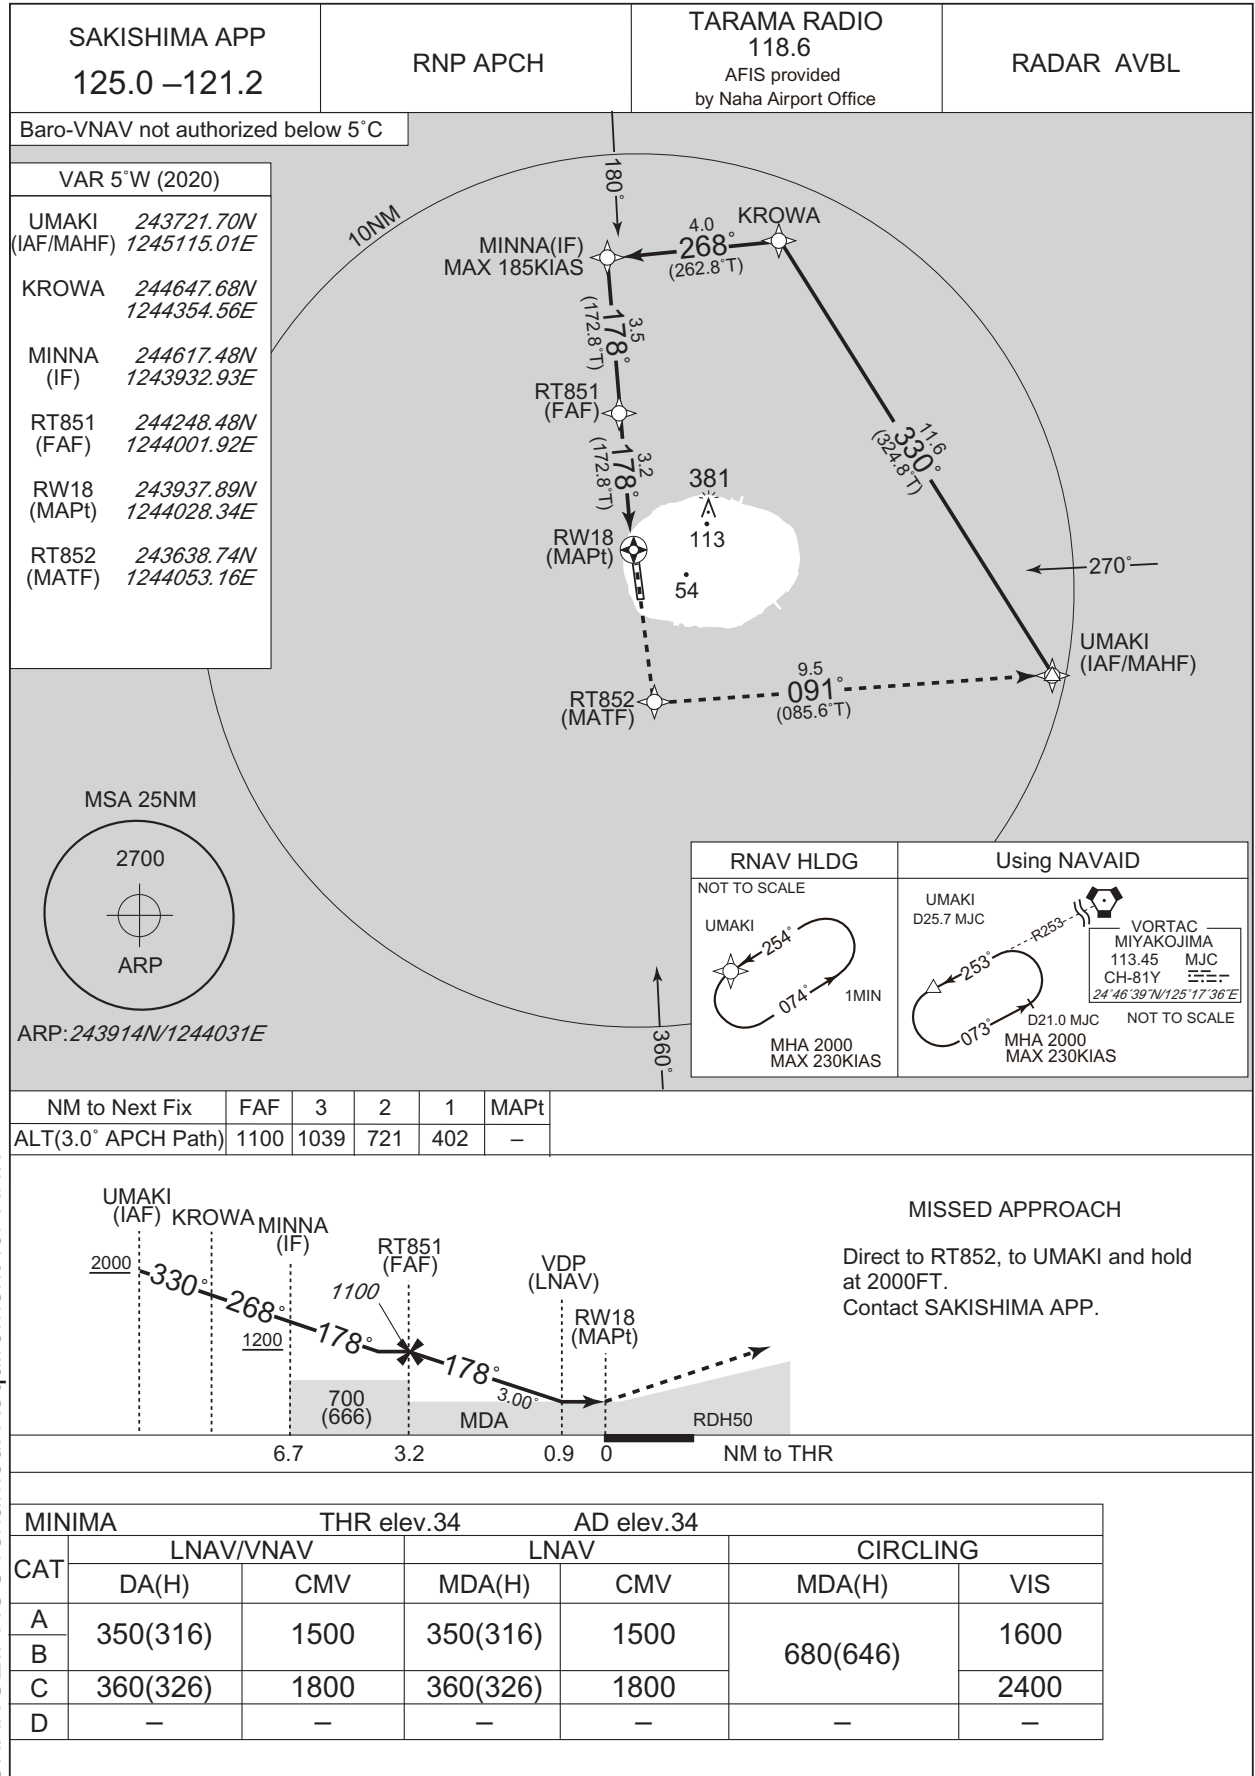 SAKISHIMA APP
125.0 –121.2
RNP APCH
TARAMA RADIO
118.6
AFIS provided
by Naha Airport Office
RADAR AVBL
Baro-VNAV not authorized below 5˚C
VAR 5˚W (2020)
UMAKI 243721.70N
(IAF/MAHF) 1245115.01E
KROWA 244647.68N
1244354.56E
MINNA 244617.48N
(IF) 1243932.93E
RT851 244248.48N
(FAF) 1244001.92E
RW18 243937.89N
(MAPt) 1244028.34E
RT852 243638.74N
(MATF) 1244053.16E
10NM
180˚
MINNA(IF)
MAX 185KIAS
4.0
268˚
(262.8˚T)
KROWA
3.5
178˚
(172.8˚T)
RT851
(FAF)
3.2
178˚
(172.8˚T)
11.6
330˚
(324.8˚T)
381
113
54
RW18
(MAPt)
270˚
UMAKI
(IAF/MAHF)
RT852
(MATF)
9.5
091˚
(085.6˚T)
MSA 25NM
2700
ARP
ARP:243914N/1244031E
360˚
RNAV HLDG
NOT TO SCALE
UMAKI
254˚
074˚
1MIN
MHA 2000
MAX 230KIAS
Using NAVAID
UMAKI
D25.7 MJC
R253
253˚
073˚
D21.0 MJC
VORTAC
MIYAKOJIMA
113.45 MJC
CH-81Y
24˚46´39˝N/125˚17´36˝E
NOT TO SCALE
MHA 2000
MAX 230KIAS
NM to Next Fix FAF 3 2 1 MAPt
ALT(3.0˚ APCH Path) 1100 1039 721 402 –
UMAKI
(IAF)
KROWA
MINNA
(IF)
RT851
(FAF)
VDP
(LNAV)
RW18
(MAPt)
2000
330˚
268˚
1200
178˚
1100
178˚
3.00˚
700
(666)
MDA
RDH50
6.7 3.2 0.9 0 NM to THR
MISSED APPROACH
Direct to RT852, to UMAKI and hold
at 2000FT.
Contact SAKISHIMA APP.
MINIMA THR elev.34 AD elev.34
CAT LNAV/VNAV LNAV CIRCLING
DA(H) CMV MDA(H) CMV MDA(H) VIS
A
B
350(316) 1500 350(316) 1500 680(646) 1600
C 360(326) 1800 360(326) 1800 2400
D – – – – – –